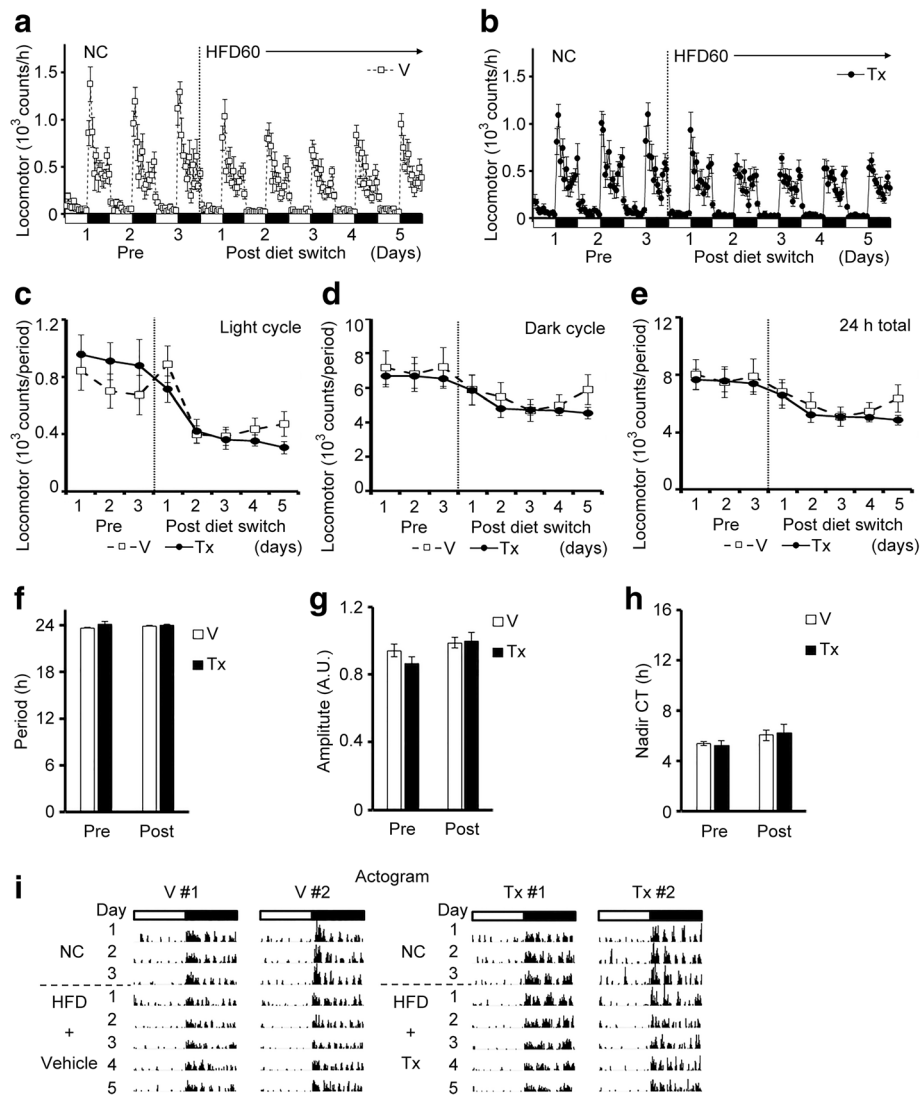 a
NC HFD60
V
Locomotor (10³ counts/h)
1.5
1.0
0.5
0
1 2 3 1 2 3 4 5
Pre Post diet switch (Days)
b
NC HFD60
Tx
Locomotor (10³ counts/h)
1.5
1.0
0.5
0
1 2 3 1 2 3 4 5
Pre Post diet switch (Days)
c
Light cycle
Locomotor (10³ counts/period)
1.2
0.8
0.4
0
1 2 3 1 2 3 4 5
Pre Post diet switch
V Tx (days)
d
Dark cycle
Locomotor (10³ counts/period)
10
8
6
4
2
0
1 2 3 1 2 3 4 5
Pre Post diet switch
V Tx (days)
e
24 h total
Locomotor (10³ counts/period)
12
8
4
0
1 2 3 1 2 3 4 5
Pre Post diet switch
V Tx (days)
f
Period (h)
24
18
12
6
0
Pre Post
V
Tx
g
Amplitute (A.U.)
1.2
0.8
0.4
0
Pre Post
V
Tx
h
Nadir CT (h)
16
12
8
4
0
Pre Post
V
Tx
i
Actogram
V #1 V #2 Tx #1 Tx #2
Day
1
NC 2
3
HFD 1
2
+ 3
Vehicle 4
5
1
NC 2
3
HFD 1
2
+ 3
Tx 4
5